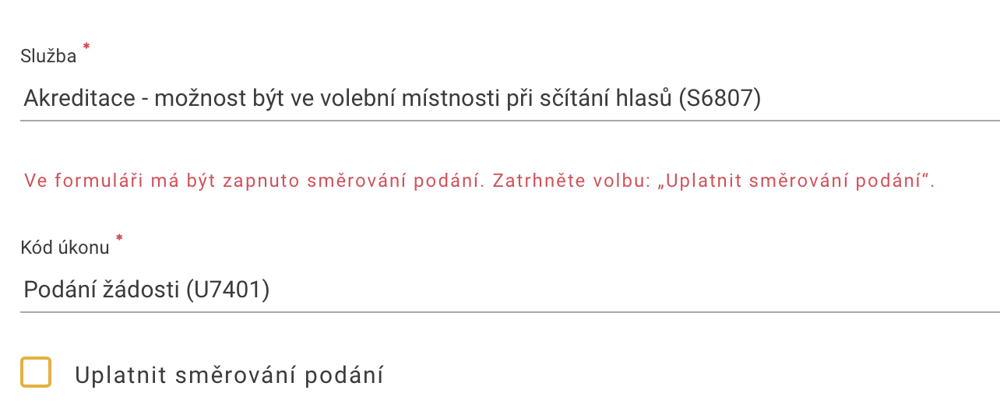 Služba *
Akreditace - možnost být ve volební místnosti při sčítání hlasů (S6807)
Ve formuláři má být zapnuto směrování podání. Zatrhněte volbu: „Uplatnit směrování podání“.
Kód úkonu *
Podání žádosti (U7401)
Uplatnit směrování podání